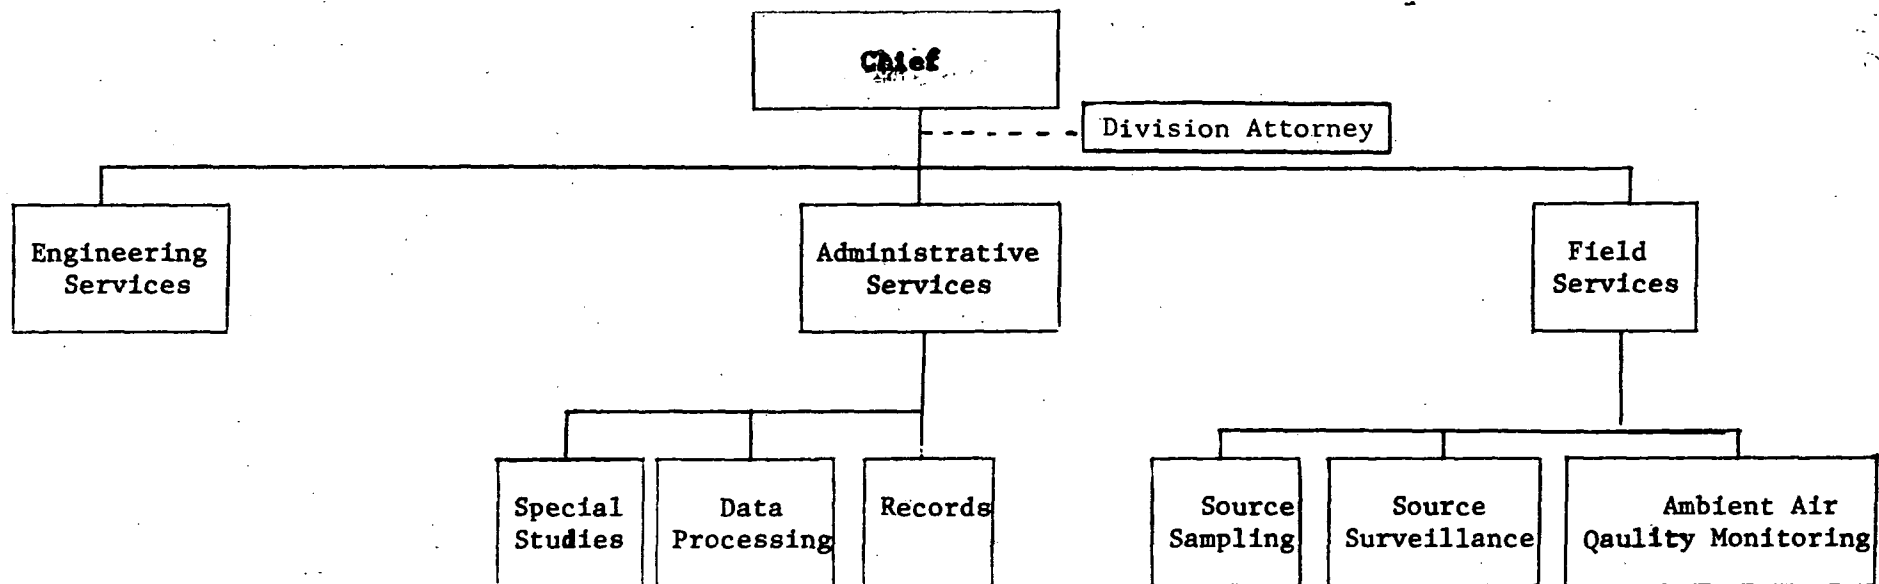 Chief
Division Attorney
Engineering
Services
Administrative
Services
Field
Services
Special
Studies
Data
Processing
Records
Source
Sampling
Source
Surveillance
Ambient Air
Qaulity Monitoring